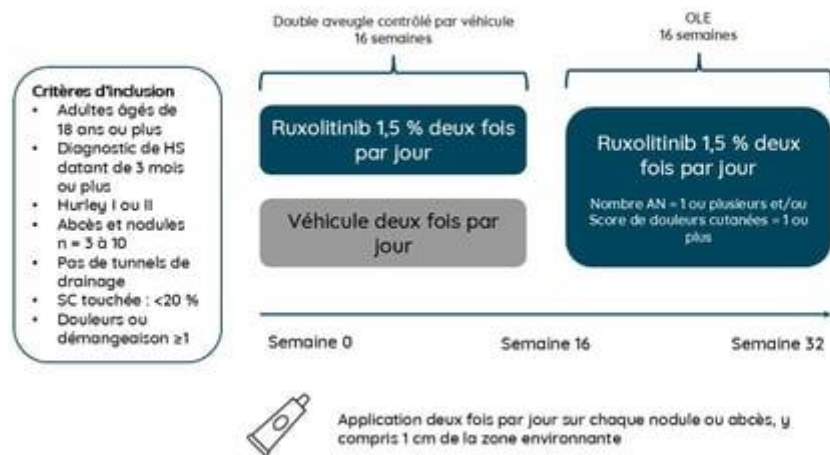 Double aveugle contrôlé par véhicule
16 semaines
OLE
16 semaines
Critères d'inclusion
• Adultes âgés de
18 ans ou plus
• Diagnostic de HS
datant de 3 mois
ou plus
• Hurley I ou II
• Abcès et nodules
n = 3 à 10
• Pas de tunnels de
drainage
• SC touchée : <20 %
• Douleurs ou
démangeaison ≥1
Ruxolitinib 1,5 % deux fois
par jour
Véhicule deux fois par
jour
Ruxolitinib 1,5 % deux
fois par jour
Nombre AN = 1 ou plusieurs et/ou
Score de douleurs cutanées = 1 ou
plus
Semaine 0
Semaine 16
Semaine 32
Application deux fois par jour sur chaque nodule ou abcès, y
compris 1 cm de la zone environnante